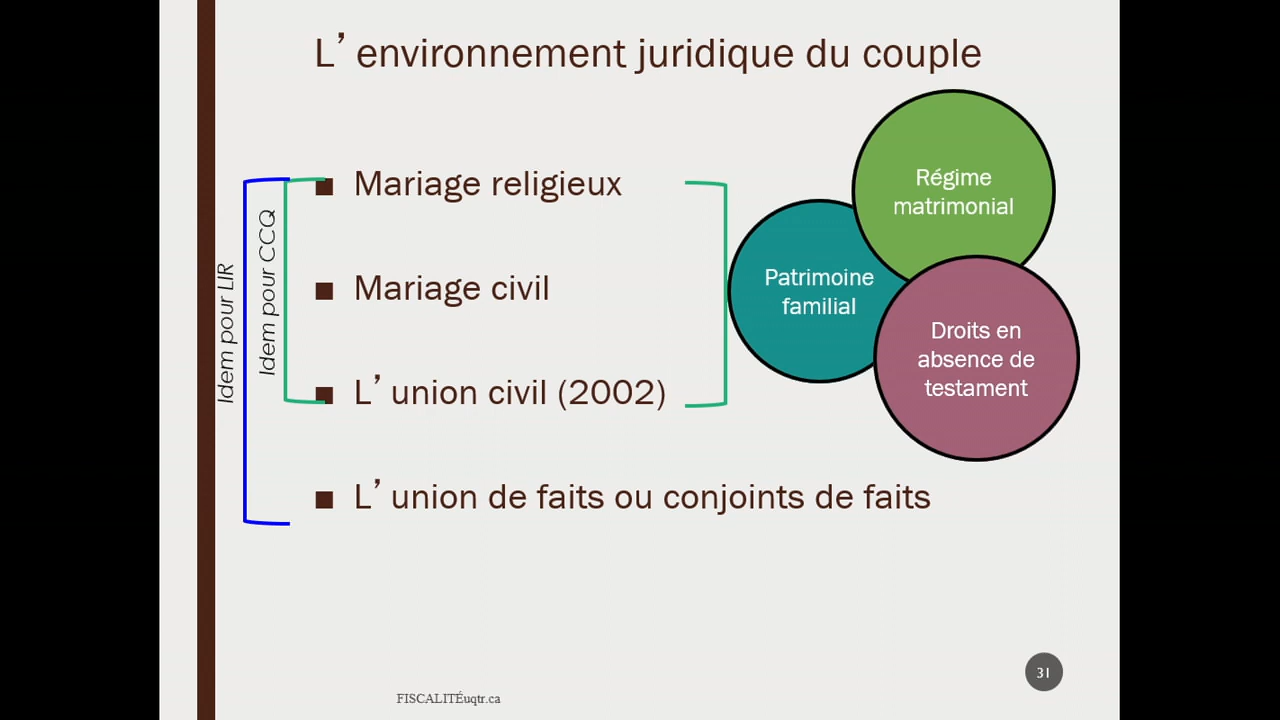 L’ environnement juridique du couple
Mariage religieux
Mariage civil
L’ union civil (2002)
L’ union de faits ou conjoints de faits
Idem pour LIR
Idem pour CCQ
Régime
matrimonial
Patrimoine
familial
Droits en
absence de
testament
FISCALITÉuqtr.ca
31